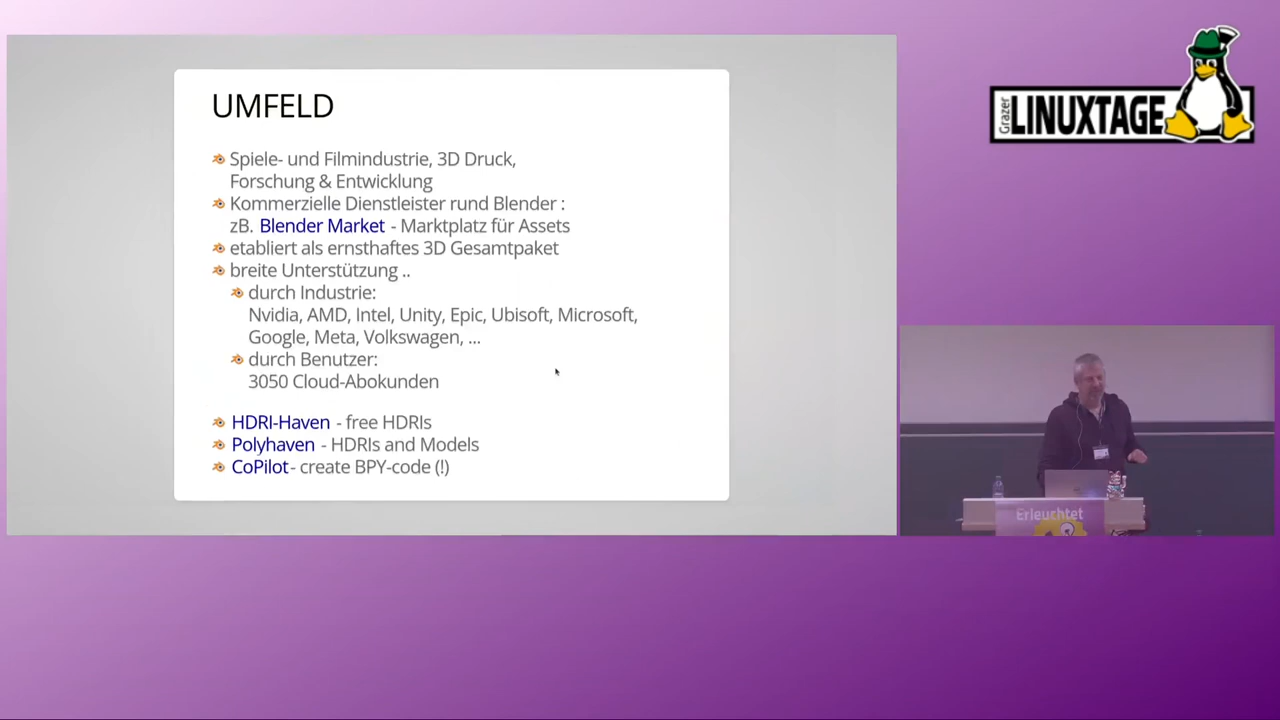 UMFELD
Spiele- und Filmindustrie, 3D Druck,
Forschung & Entwicklung
Kommerzielle Dienstleister rund Blender :
zB. Blender Market - Marktplatz für Assets
etabliert als ernsthaftes 3D Gesamtpaket
breite Unterstützung ..
durch Industrie:
Nvidia, AMD, Intel, Unity, Epic, Ubisoft, Microsoft,
Google, Meta, Volkswagen, ...
durch Benutzer:
3050 Cloud-Abokunden
HDRI-Haven - free HDRIs
Polyhaven - HDRIs and Models
CoPilot- create BPY-code (!)
Grazer
LINUXTAGE
Erleuchtet